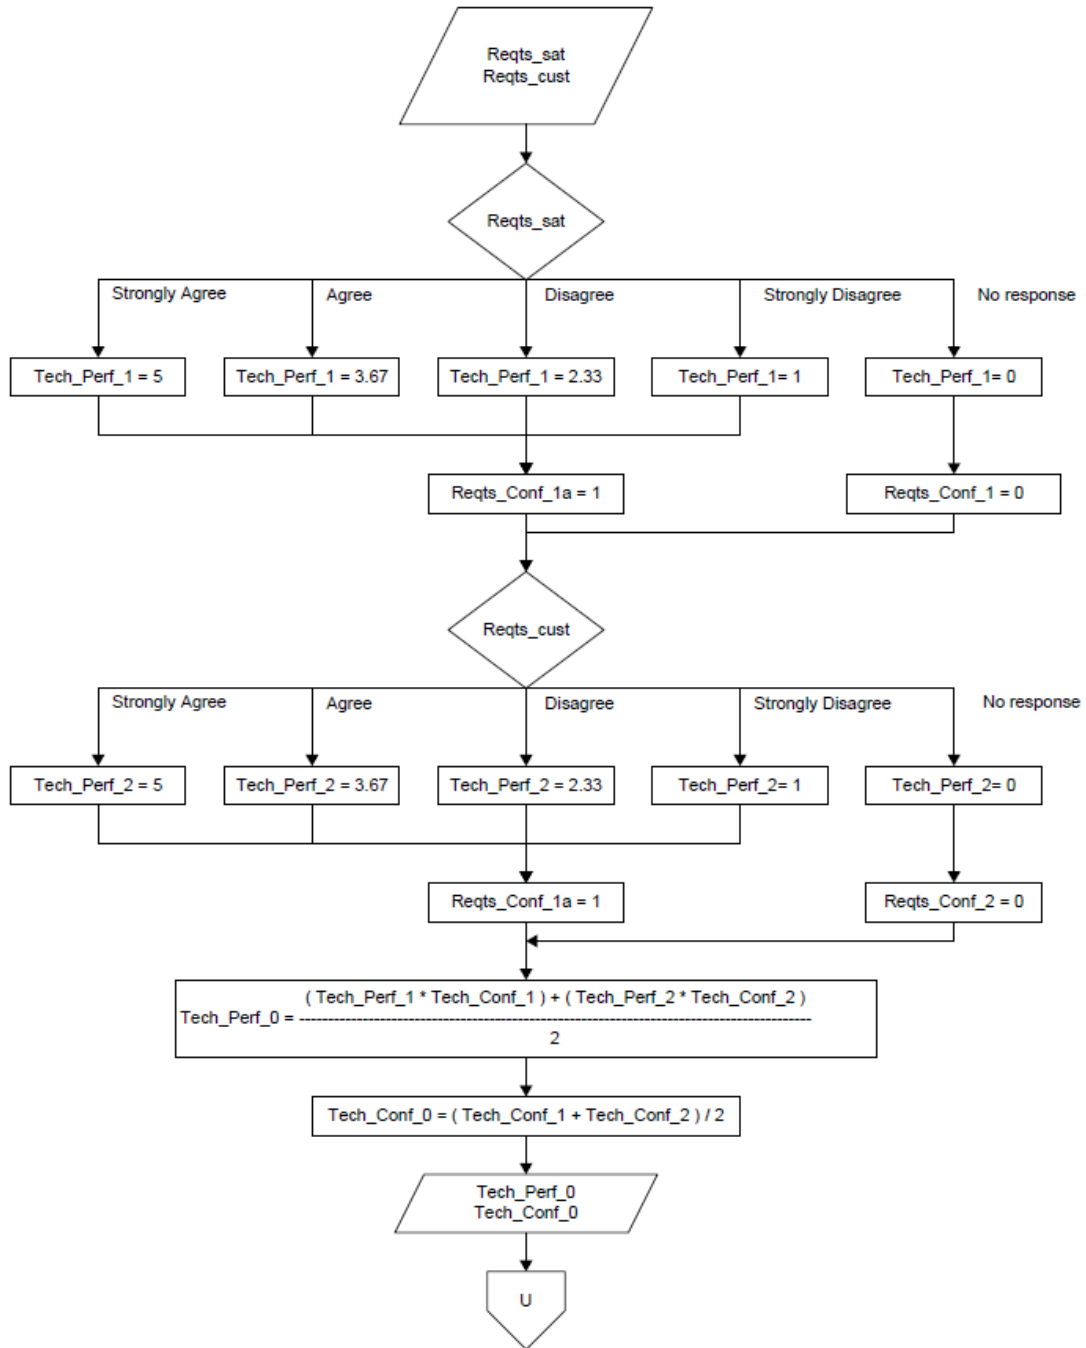 Reqts_sat
Reqts_cust
Reqts_sat
Strongly Agree
Agree
Disagree
Strongly Disagree
No response
Tech_Perf_1 = 5
Tech_Perf_1 = 3.67
Tech_Perf_1 = 2.33
Tech_Perf_1= 1
Tech_Perf_1= 0
Reqts_Conf_1a = 1
Reqts_Conf_1 = 0
Reqts_cust
Strongly Agree
Agree
Disagree
Strongly Disagree
No response
Tech_Perf_2 = 5
Tech_Perf_2 = 3.67
Tech_Perf_2 = 2.33
Tech_Perf_2= 1
Tech_Perf_2= 0
Reqts_Conf_1a = 1
Reqts_Conf_2 = 0
( Tech_Perf_1 * Tech_Conf_1 ) + ( Tech_Perf_2 * Tech_Conf_2 )
Tech_Perf_0 = ------------------------------------------------------------------------------------------
2
Tech_Conf_0 = ( Tech_Conf_1 + Tech_Conf_2 ) / 2
Tech_Perf_0
Tech_Conf_0
U